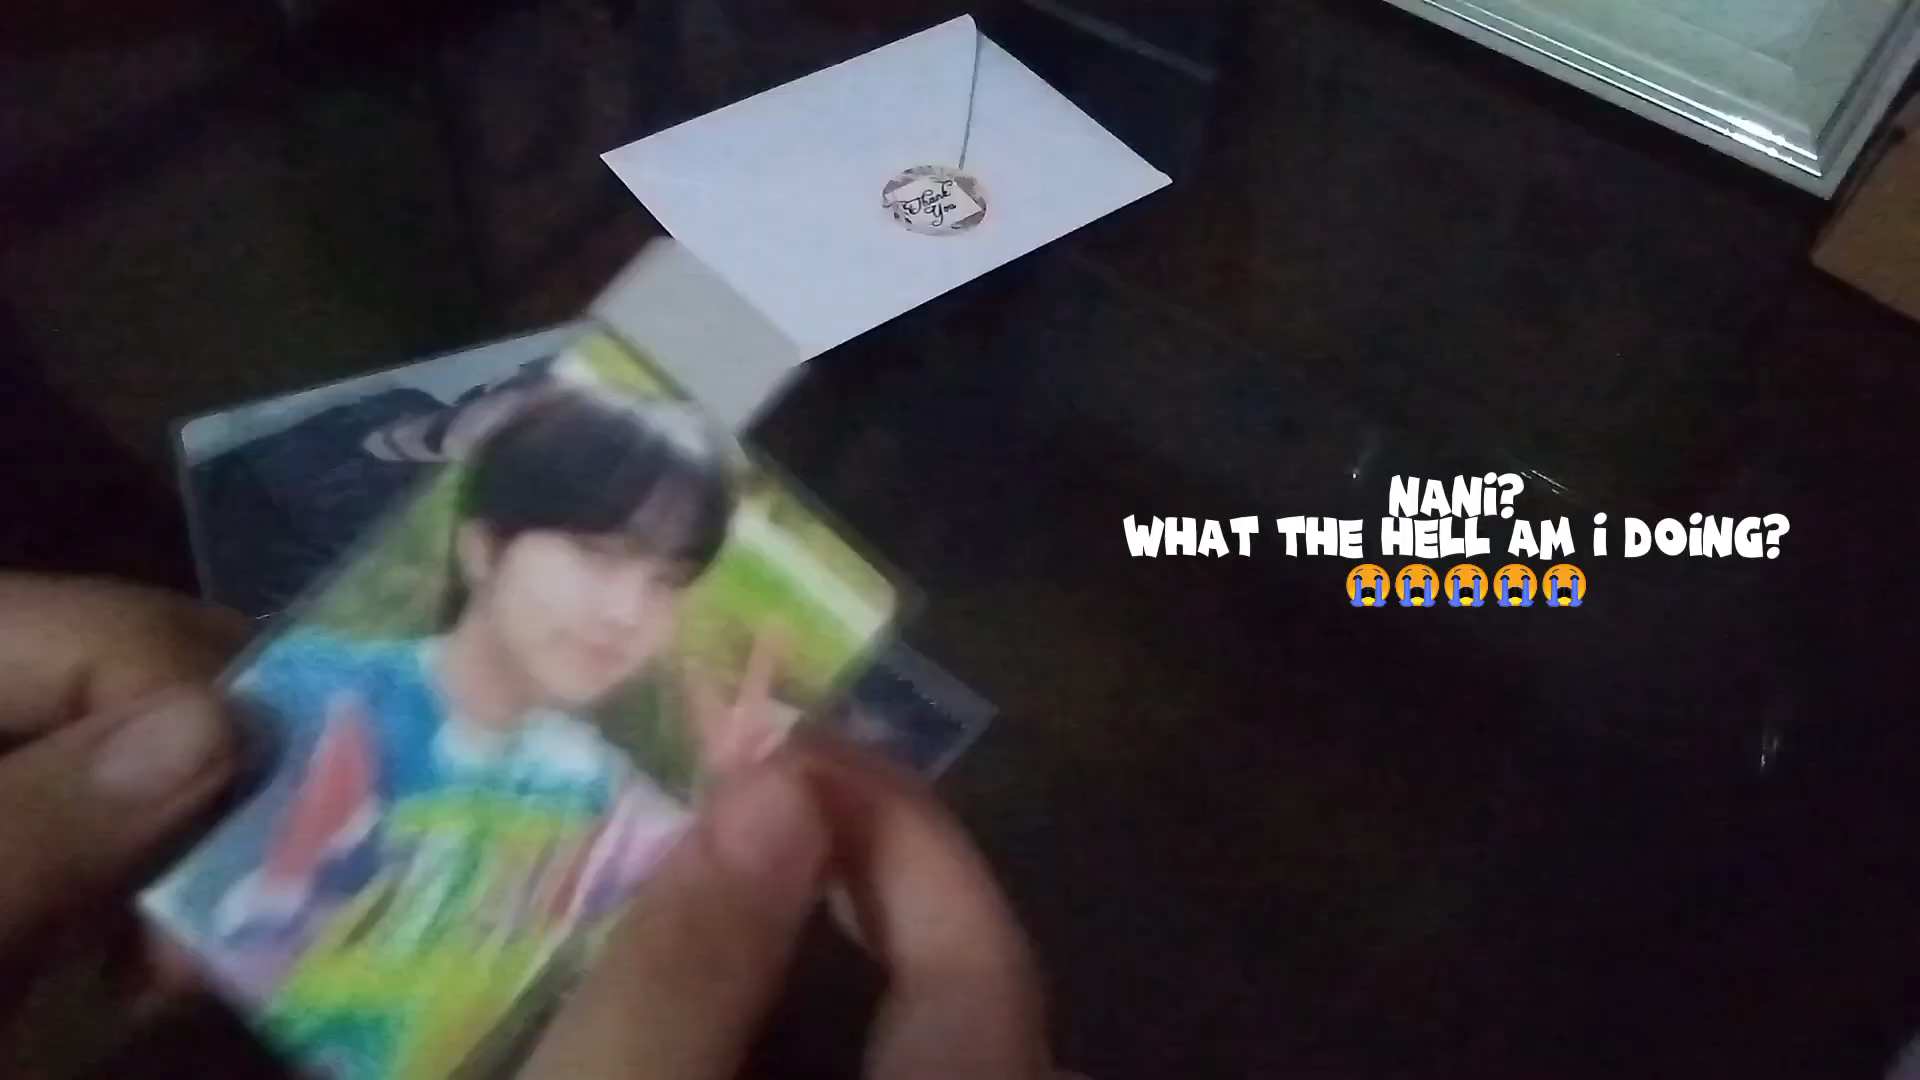 Thank
You
NANi?
WHAT THE HELL AM i DOiNG?
😭😭😭😭😭